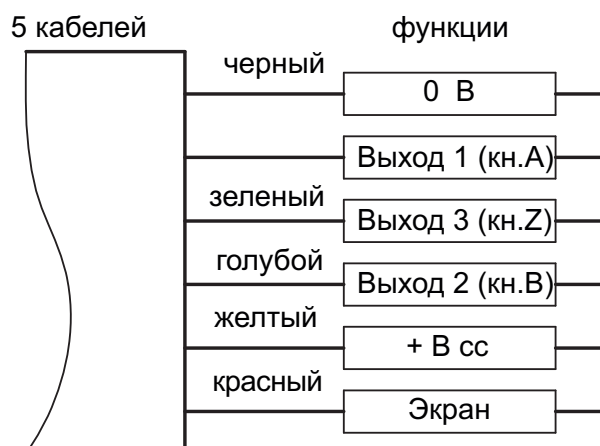 5 кабелей функции
черный
0 В
Выход 1 (кн.A)
зеленый
Выход 3 (кн.Z)
голубой
Выход 2 (кн.B)
желтый
+ В сс
красный
Экран